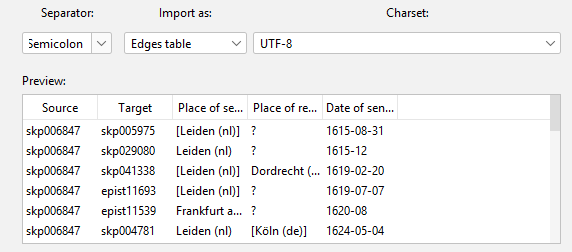 Separator: Import as: Charset:
Semicolon Edges table UTF-8
Preview:
Source Target Place of se... Place of re... Date of sen...
skp006847 skp005975 [Leiden (nl)] ? 1615-08-31
skp006847 skp029080 Leiden (nl) ? 1615-12
skp006847 skp041338 [Leiden (nl)] Dordrecht (... 1619-02-20
skp006847 epist11693 [Leiden (nl)] ? 1619-07-07
skp006847 epist11539 Frankfurt a... ? 1620-08
skp006847 skp004781 Leiden (nl) [Köln (de)] 1624-05-04